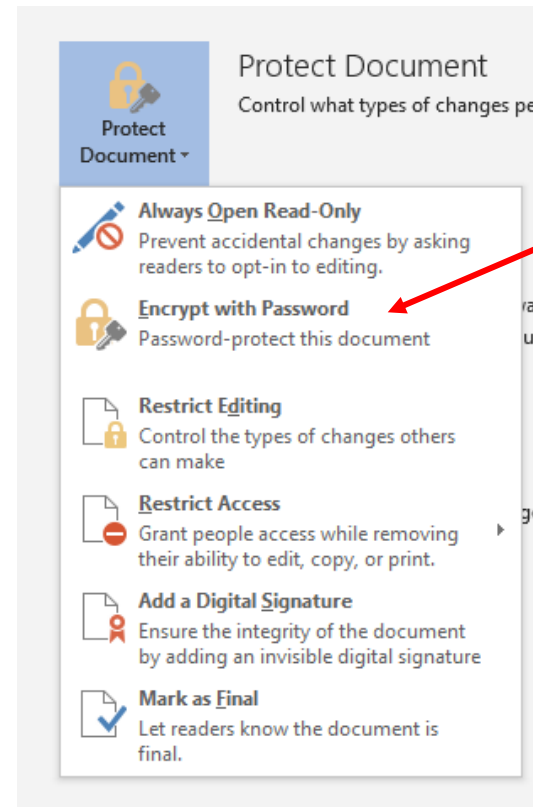 Protect Document
Control what types of changes pe
Protect
Document
Always Open Read-Only
Prevent accidental changes by asking
readers to opt-in to editing.
Encrypt with Password
Password-protect this document
Restrict Editing
Control the types of changes others
can make
Restrict Access
Grant people access while removing
their ability to edit, copy, or print.
Add a Digital Signature
Ensure the integrity of the document
by adding an invisible digital signature
Mark as Final
Let readers know the document is
final.